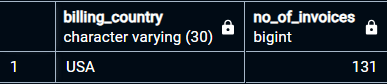 billing_country no_of_invoices
character varying (30) bigint
1 USA 131